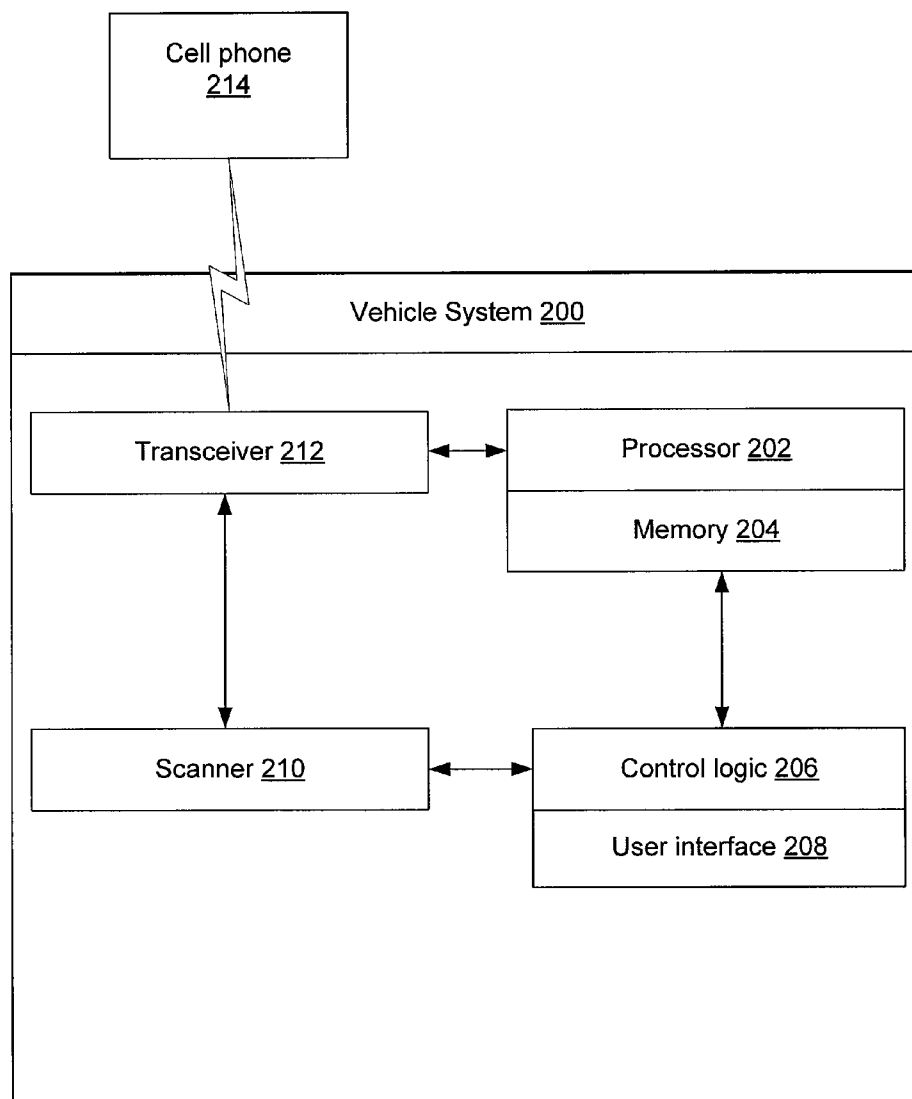 Cell phone
214
Vehicle System 200
Transceiver 212
Processor 202
Memory 204
Scanner 210
Control logic 206
User interface 208